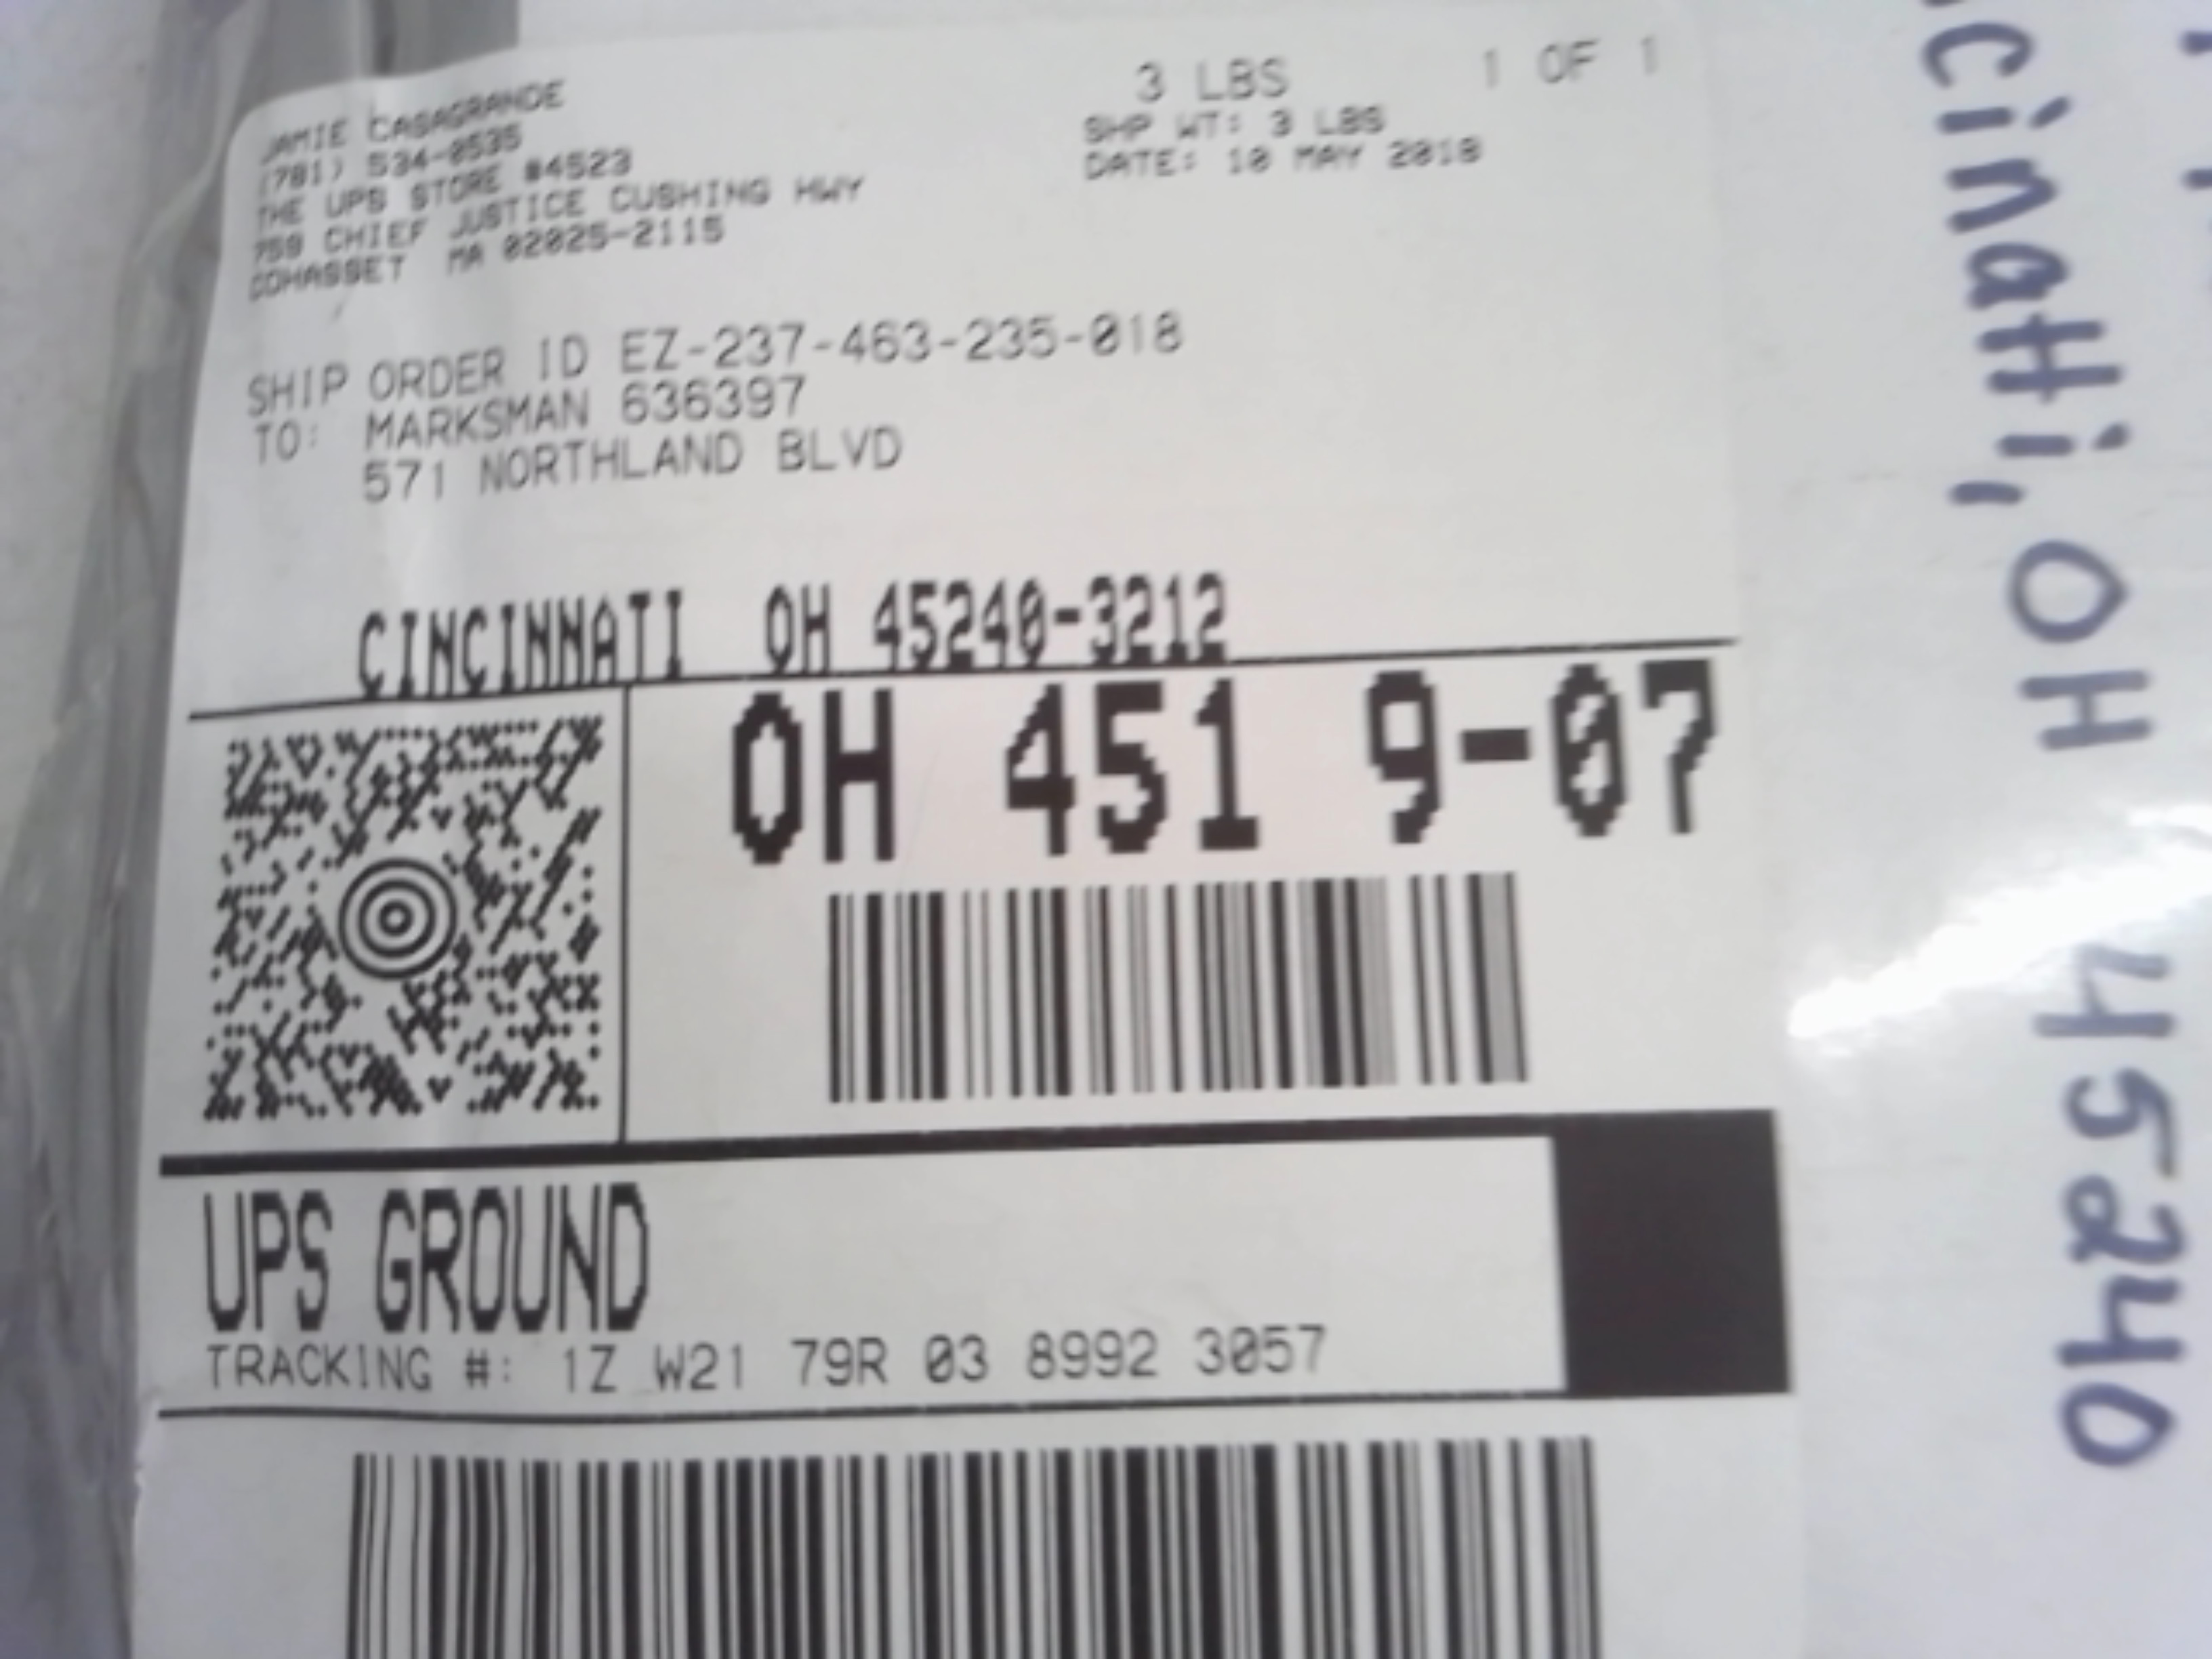 JAMIE CASAGRANDE
(781) 534-0535
THE UPS STORE #4523
759 CHIEF JUSTICE CUSHING HWY
COHASSET MA 02025-2115
3 LBS 1 OF 1
SHP WT: 3 LBS
DATE: 10 MAY 2018
SHIP ORDER ID EZ-237-463-235-018
TO: MARKSMAN 636397
571 NORTHLAND BLVD
CINCINNATI OH 45240-3212
OH 451 9-07
UPS GROUND
TRACKING #: 1Z W21 79R 03 8992 3057
cinnati, OH 45240